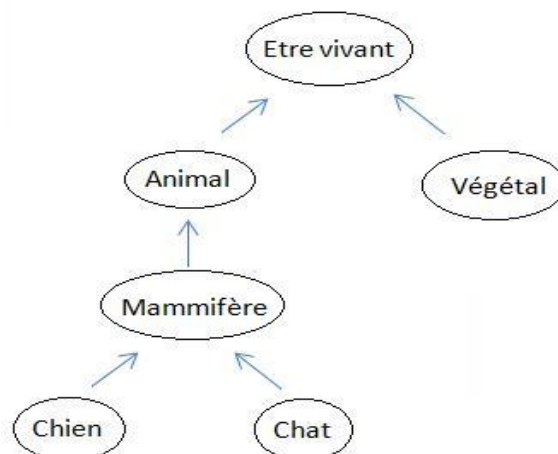 Etre vivant
Animal
Végétal
Mammifère
Chien
Chat